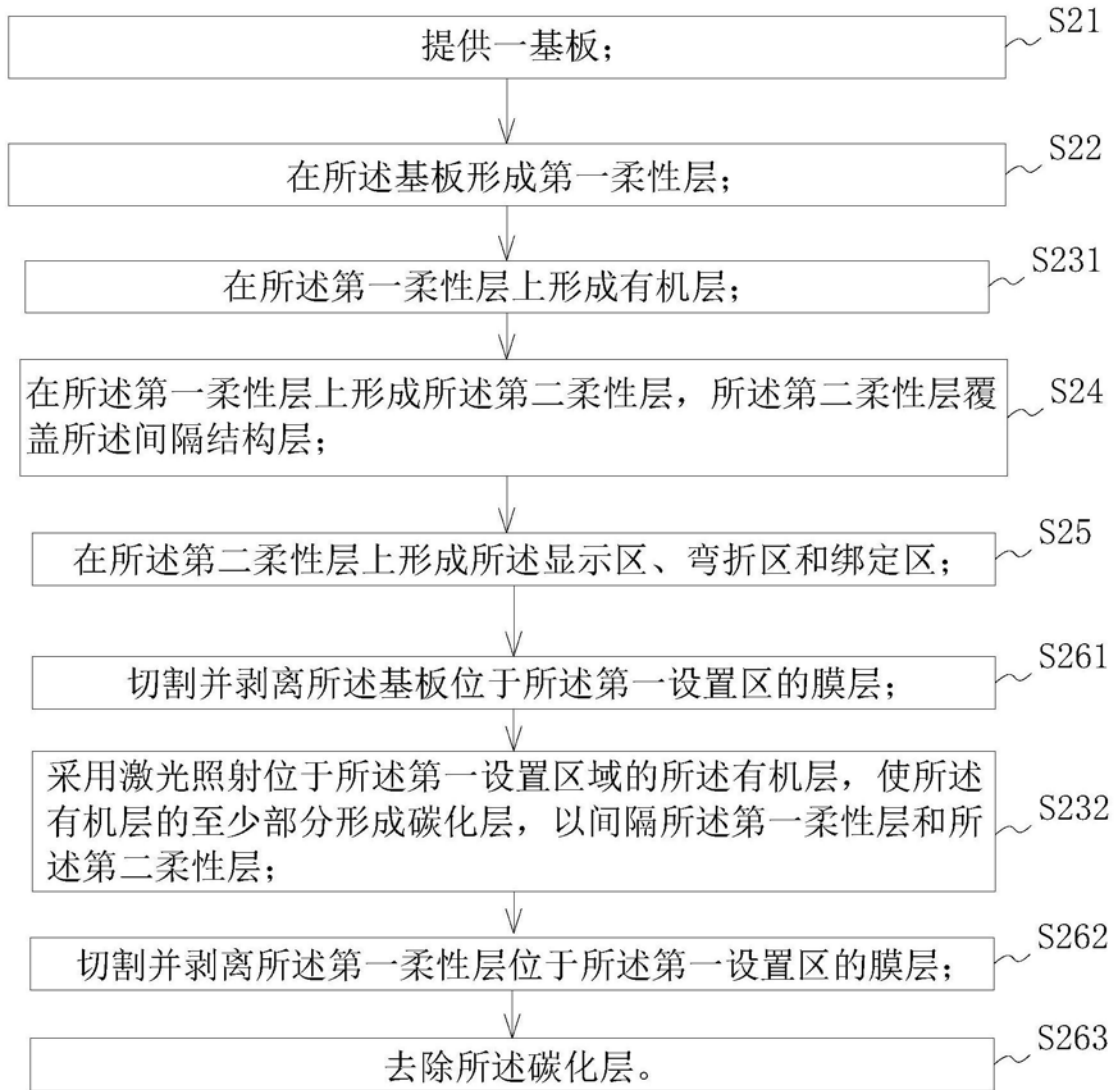 S21
提供一基板；
S22
在所述基板形成第一柔性层；
S231
在所述第一柔性层上形成有机层；
S24
在所述第一柔性层上形成所述第二柔性层，所述第二柔性层覆
盖所述间隔结构层；
S25
在所述第二柔性层上形成所述显示区、弯折区和绑定区；
S261
切割并剥离所述基板位于所述第一设置区的膜层；
S232
采用激光照射位于所述第一设置区域的所述有机层，使所述
有机层的至少部分形成碳化层，以间隔所述第一柔性层和所
述第二柔性层；
S262
切割并剥离所述第一柔性层位于所述第一设置区的膜层；
S263
去除所述碳化层。